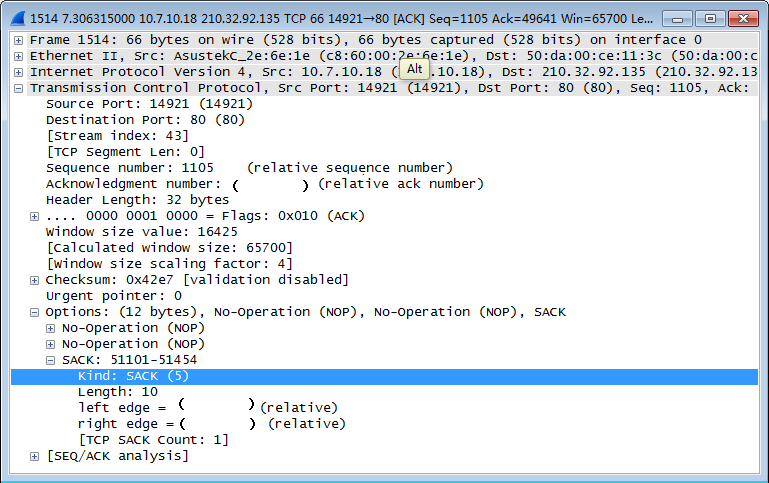 1514 7.306315000 10.7.10.18 210.32.92.135 TCP 66 14921→80 [ACK] Seq=1105 Ack=49641 Win=65700 Le...
Frame 1514: 66 bytes on wire (528 bits), 66 bytes captured (528 bits) on interface 0
Ethernet II, Src: AsustekC_2e:6e:1e (c8:60:00:2e:6e:1e), Dst: 50:da:00:ce:11:3c (50:da:00:c
Internet Protocol Version 4, Src: 10.7.10.18 (10.7.10.18), Dst: 210.32.92.135 (210.32.92.13
Alt
Transmission Control Protocol, Src Port: 14921 (14921), Dst Port: 80 (80), Seq: 1105, Ack:
Source Port: 14921 (14921)
Destination Port: 80 (80)
[Stream index: 43]
[TCP Segment Len: 0]
Sequence number: 1105 (relative sequence number)
Acknowledgment number: ( ) (relative ack number)
Header Length: 32 bytes
.... 0000 0001 0000 = Flags: 0x010 (ACK)
Window size value: 16425
[Calculated window size: 65700]
[Window size scaling factor: 4]
Checksum: 0x42e7 [validation disabled]
Urgent pointer: 0
Options: (12 bytes), No-Operation (NOP), No-Operation (NOP), SACK
No-Operation (NOP)
No-Operation (NOP)
SACK: 51101-51454
Kind: SACK (5)
Length: 10
left edge = ( ) (relative)
right edge = ( ) (relative)
[TCP SACK Count: 1]
[SEQ/ACK analysis]